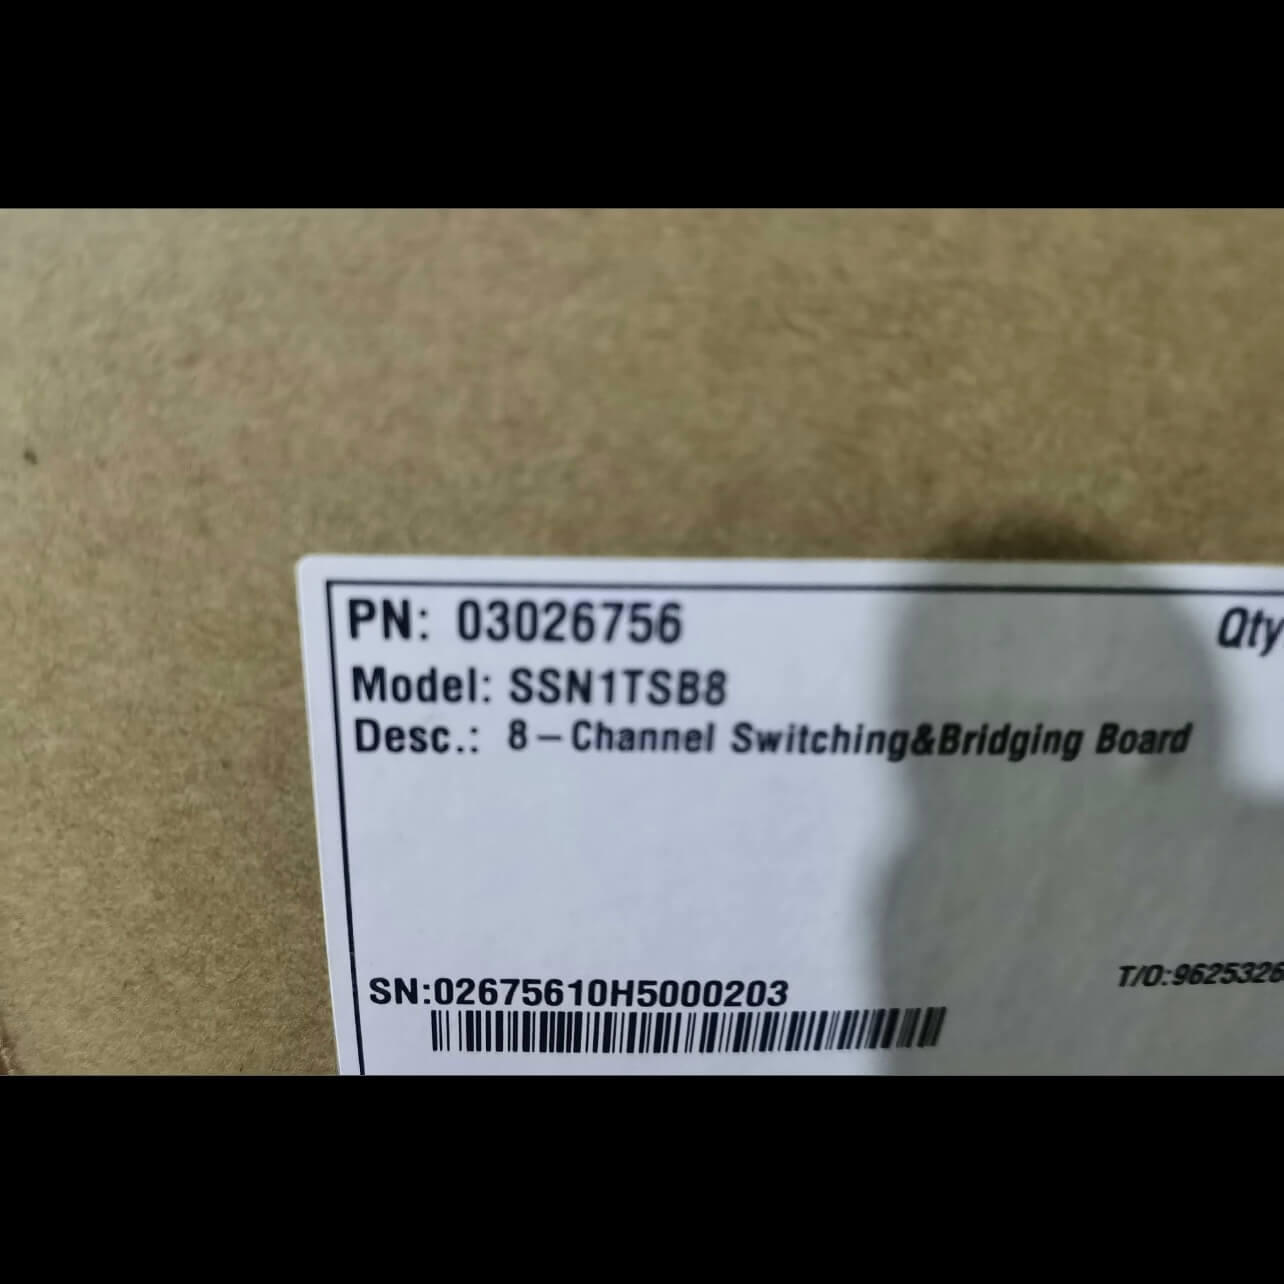 PN: 03026756
Qty
Model: SSN1TSB8
Desc.: 8-Channel Switching&Bridging Board
T/O:9625326
SN:02675610H5000203